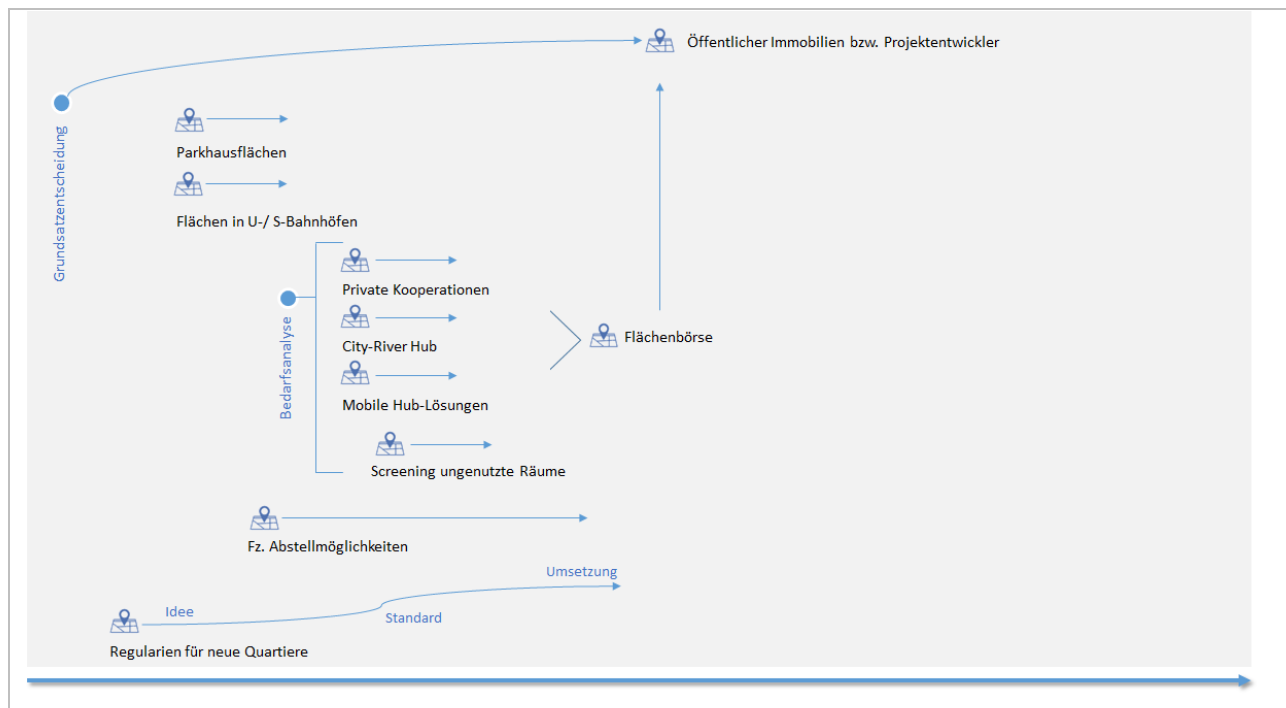 Öffentlicher Immobilien bzw. Projektentwickler
Grundsatzentscheidung
Parkhausflächen
Flächen in U-/ S-Bahnhöfen
Bedarfsanalyse
Private Kooperationen
City-River Hub
Flächenbörse
Mobile Hub-Lösungen
Screening ungenutzte Räume
Fz. Abstellmöglichkeiten
Umsetzung
Idee
Standard
Regularien für neue Quartiere